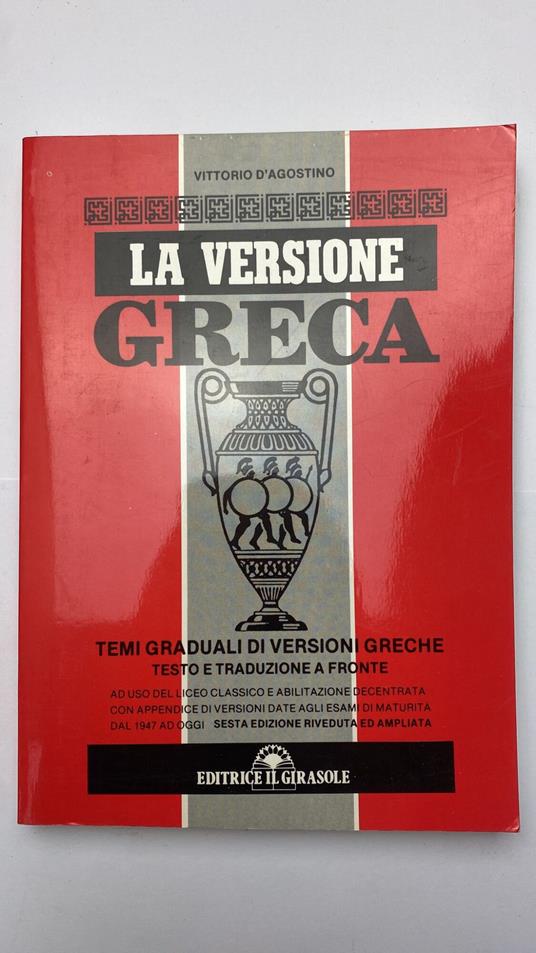 VITTORIO D'AGOSTINO
LA VERSIONE
GRECA
TEMI GRADUALI DI VERSIONI GRECHE
TESTO E TRADUZIONE A FRONTE
AD USO DEL LICEO CLASSICO E ABILITAZIONE DECENTRATA
CON APPENDICE DI VERSIONI DATE AGLI ESAMI DI MATURITÀ
DAL 1947 AD OGGI SESTA EDIZIONE RIVEDUTA ED AMPLIATA
EDITRICE IL GIRASOLE